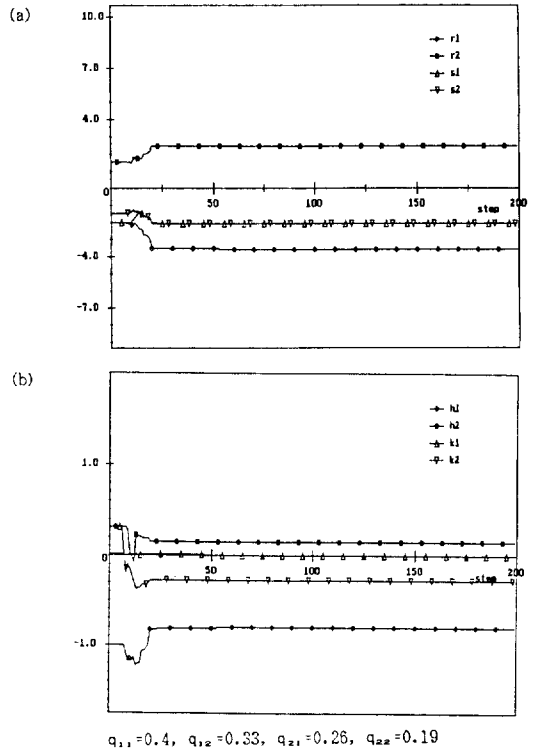 (a)
10.0
7.0
4.0
0
-4.0
-7.0
50
100
150
200
step
r1
r2
s1
s2
(b)
1.0
0
-1.0
50
100
150
200
step
h1
h2
k1
k2
q₁₁=0.4, q₁₂=0.33, q₂₁=0.26, q₂₂=0.19